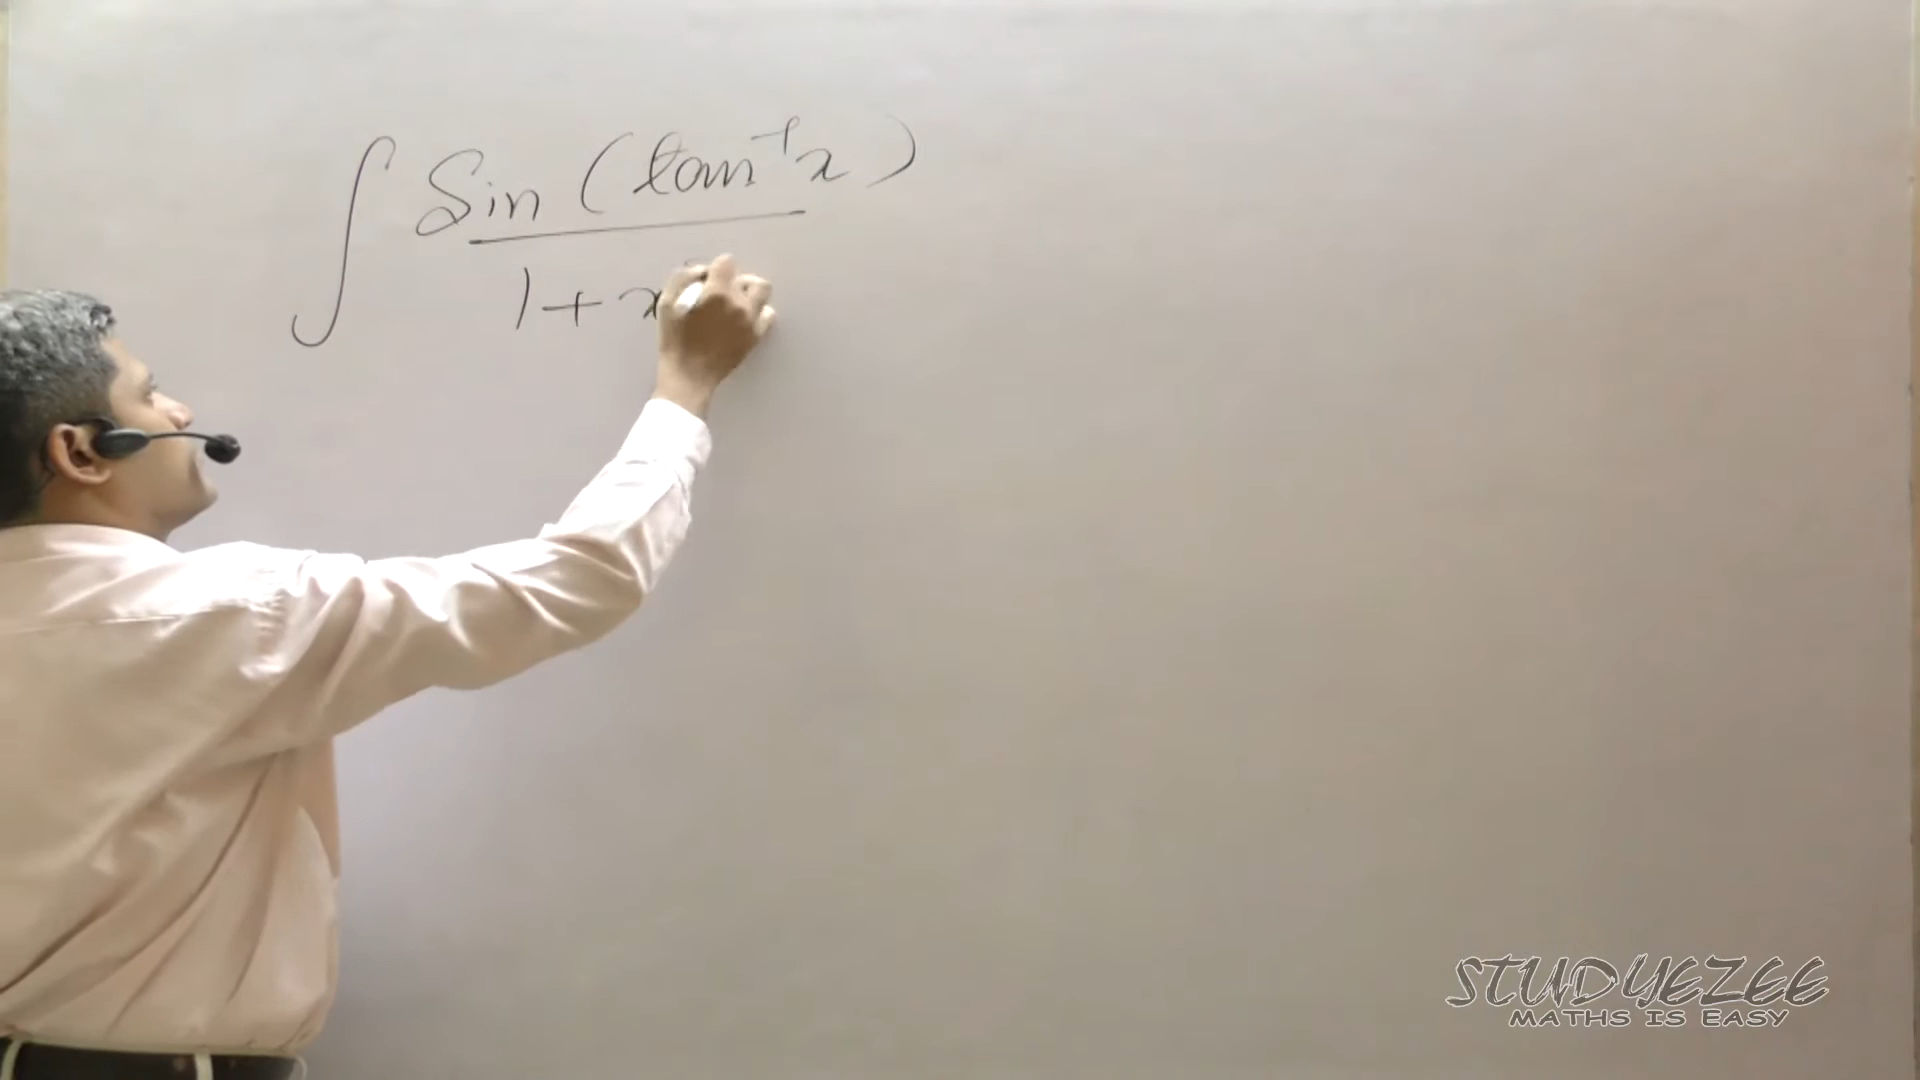 ∫ Sin (tan⁻¹x)
1+x
STUDYEZEE
MATHS IS EASY